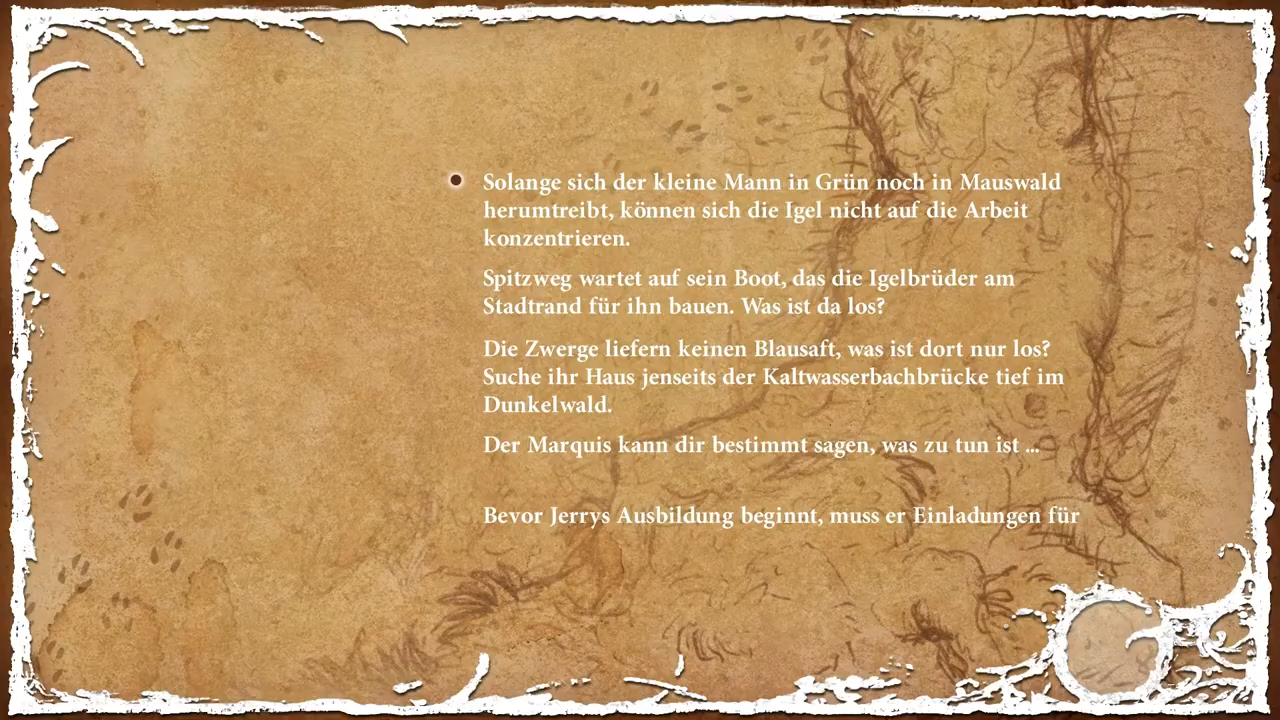 Solange sich der kleine Mann in Grün noch in Mauswald
herumtreibt, können sich die Igel nicht auf die Arbeit
konzentrieren.
Spitzweg wartet auf sein Boot, das die Igelbrüder am
Stadtrand für ihn bauen. Was ist da los?
Die Zwerge liefern keinen Blausaft, was ist dort nur los?
Suche ihr Haus jenseits der Kaltwasserbachbrücke tief im
Dunkelwald.
Der Marquis kann dir bestimmt sagen, was zu tun ist ...
Bevor Jerrys Ausbildung beginnt, muss er Einladungen für